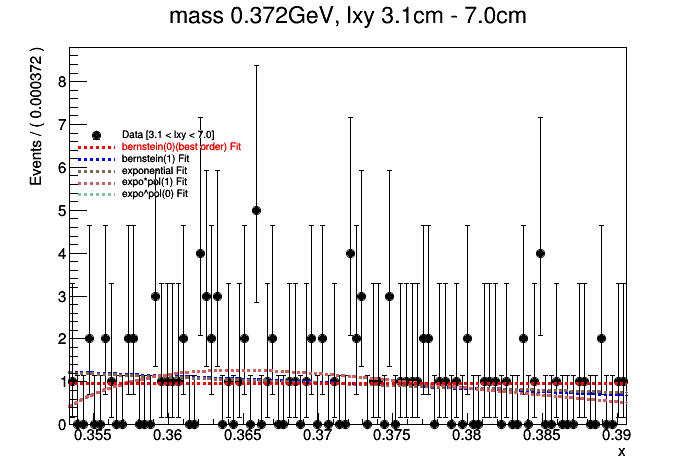 mass 0.372GeV, lxy 3.1cm - 7.0cm
Events / ( 0.000372 )
8
7
6
5
4
3
2
1
0
Data [3.1 < lxy < 7.0]
bernstein(0)(best order) Fit
bernstein(1) Fit
exponential Fit
expo*pol(1) Fit
expo^pol(0) Fit
0.355 0.36 0.365 0.37 0.375 0.38 0.385 0.39
x